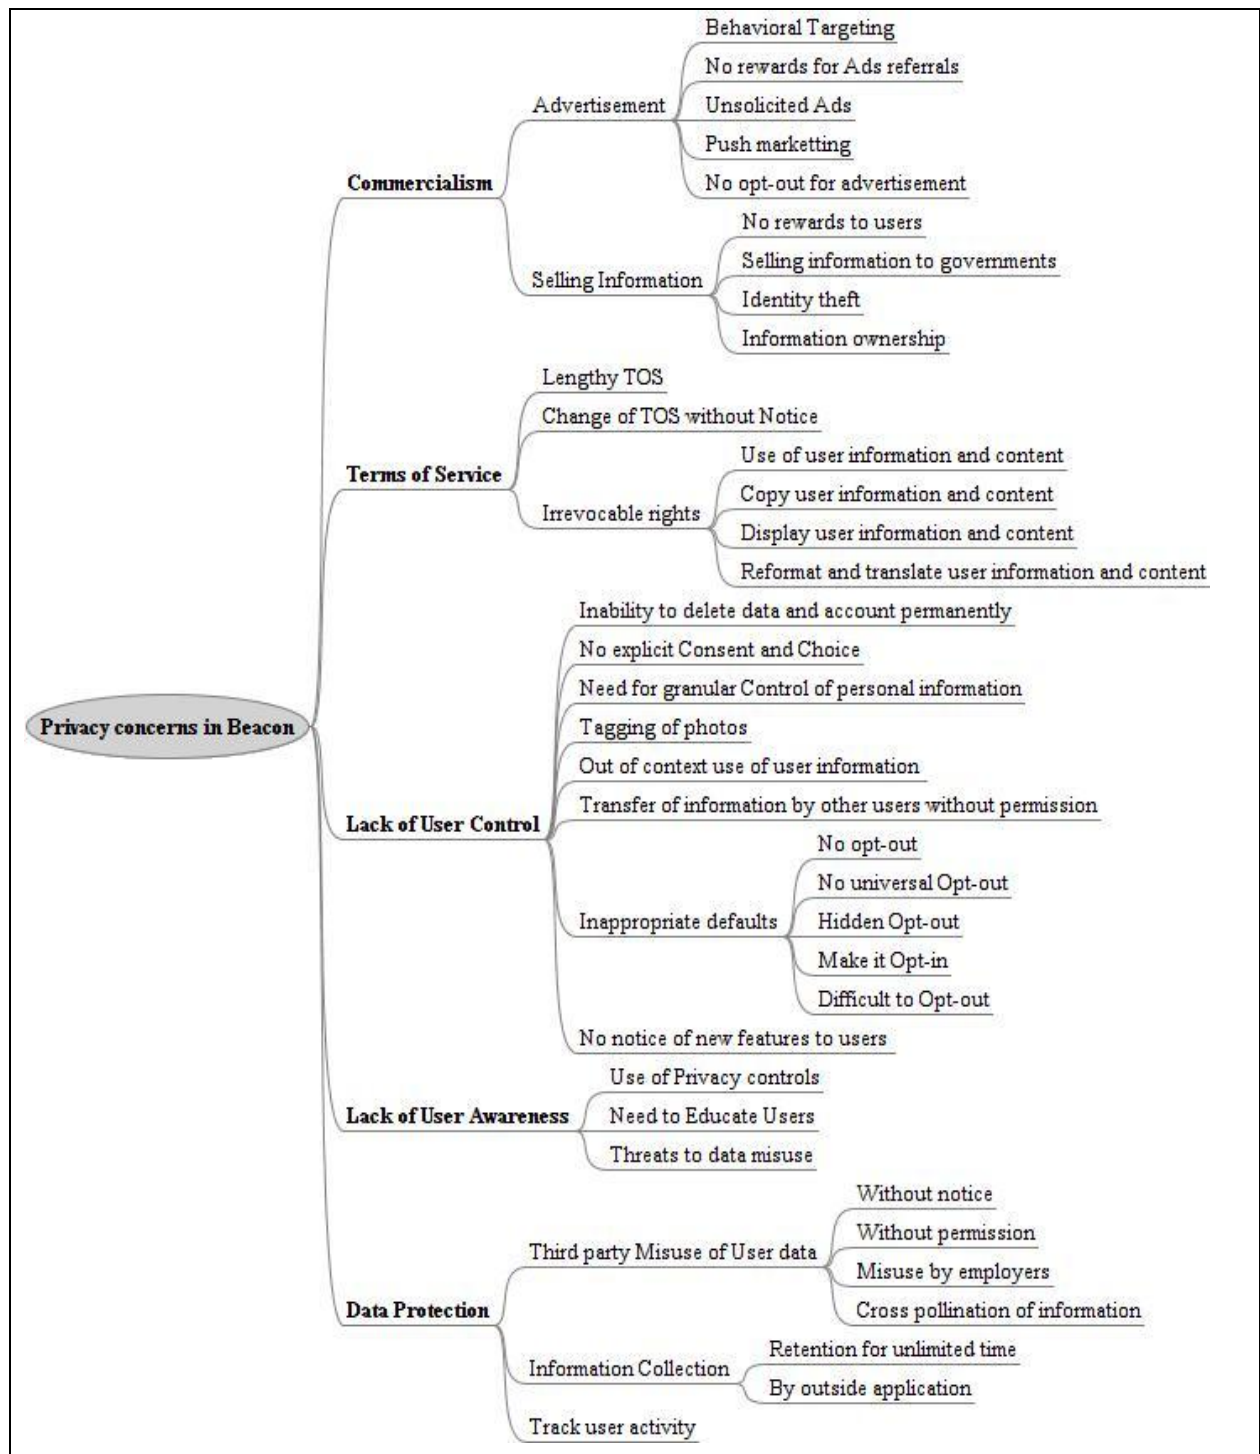 Privacy concerns in Beacon
Commercialism
Advertisement
Behavioral Targeting
No rewards for Ads referrals
Unsolicited Ads
Push marketting
No opt-out for advertisement
Selling Information
No rewards to users
Selling information to governments
Identity theft
Information ownership
Terms of Service
Lengthy TOS
Change of TOS without Notice
Irrevocable rights
Use of user information and content
Copy user information and content
Display user information and content
Reformat and translate user information and content
Lack of User Control
Inability to delete data and account permanently
No explicit Consent and Choice
Need for granular Control of personal information
Tagging of photos
Out of context use of user information
Transfer of information by other users without permission
Inappropriate defaults
No opt-out
No universal Opt-out
Hidden Opt-out
Make it Opt-in
Difficult to Opt-out
No notice of new features to users
Lack of User Awareness
Use of Privacy controls
Need to Educate Users
Threats to data misuse
Data Protection
Third party Misuse of User data
Without notice
Without permission
Misuse by employers
Cross pollination of information
Information Collection
Retention for unlimited time
By outside application
Track user activity